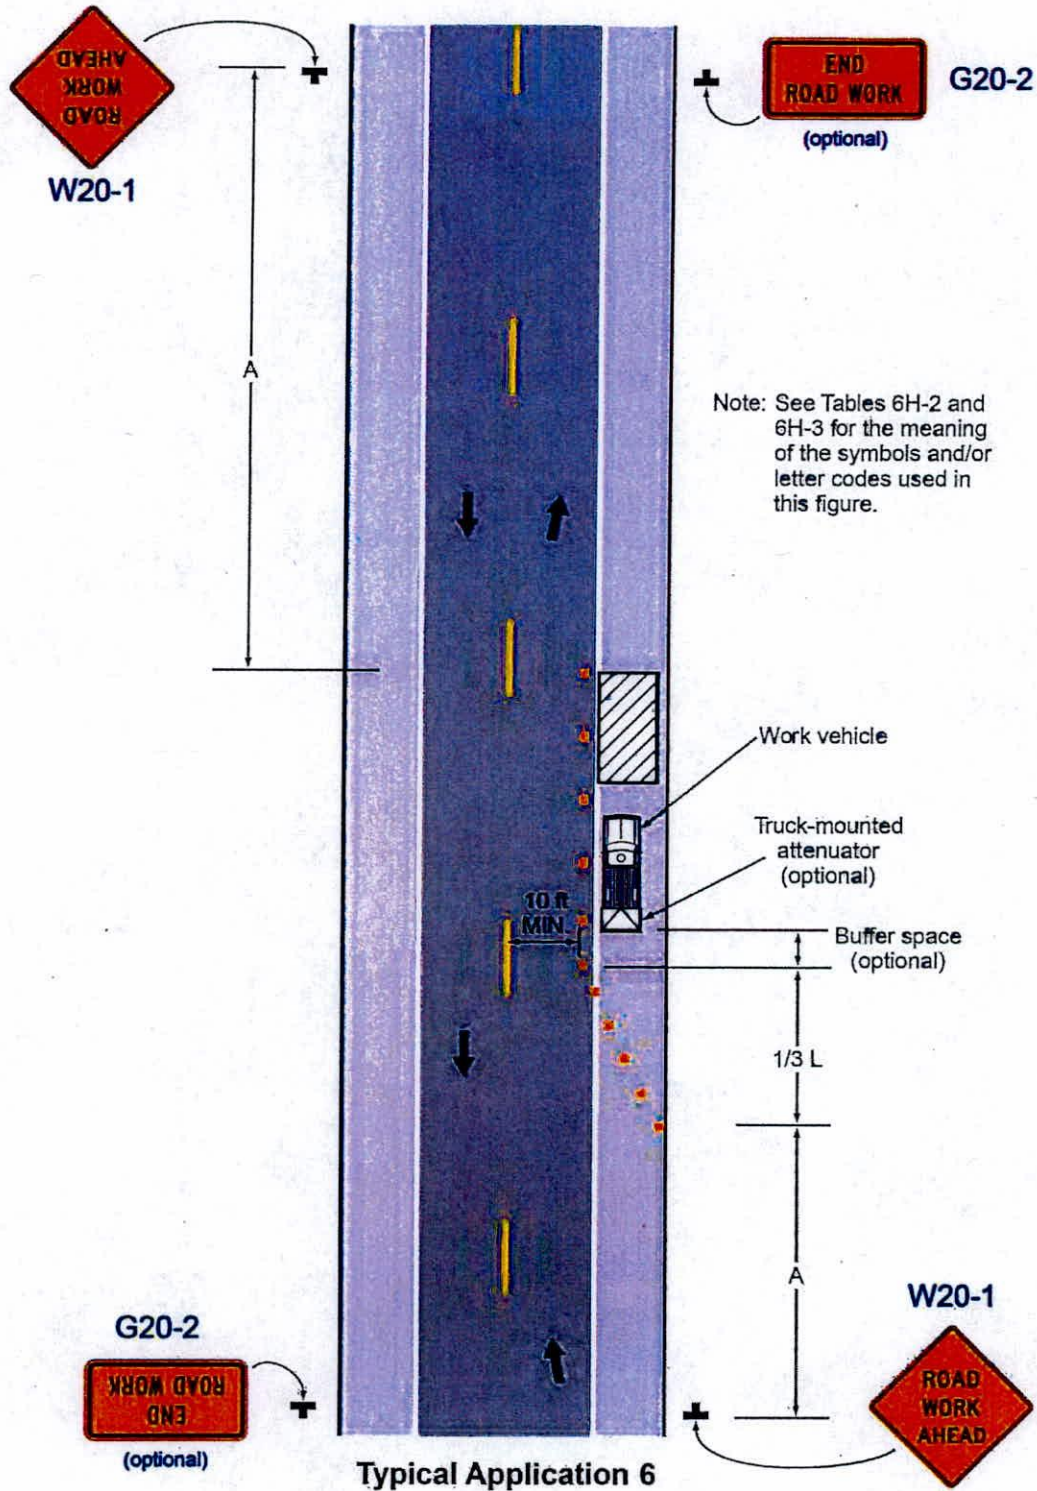 ROAD
WORK
AHEAD
W20-1
END
ROAD WORK
(optional)
G20-2
A
Note: See Tables 6H-2 and
6H-3 for the meaning
of the symbols and/or
letter codes used in
this figure.
Work vehicle
Truck-mounted
attenuator
(optional)
10 ft
MIN.
Buffer space
(optional)
1/3 L
A
G20-2
END
ROAD WORK
(optional)
W20-1
ROAD
WORK
AHEAD
Typical Application 6